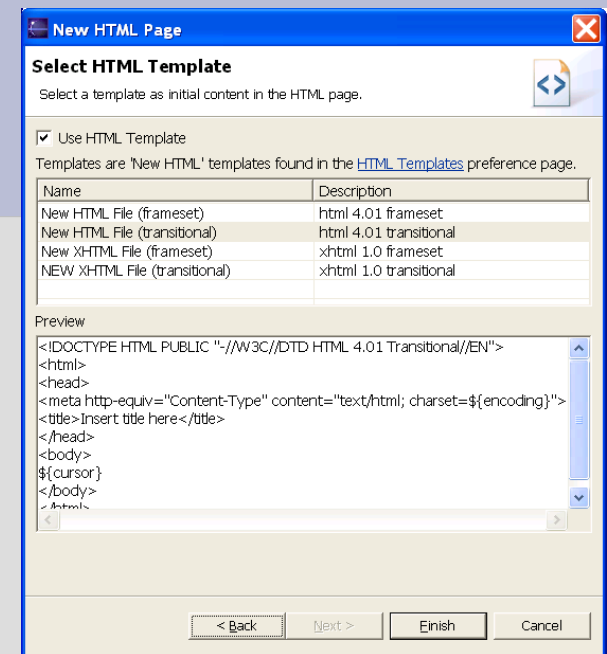 New HTML Page
Select HTML Template
Select a template as initial content in the HTML page.
Use HTML Template
Templates are 'New HTML' templates found in the HTML Templates preference page.
Name Description
New HTML File (frameset) html 4.01 frameset
New HTML File (transitional) html 4.01 transitional
New XHTML File (frameset) xhtml 1.0 frameset
NEW XHTML File (transitional) xhtml 1.0 transitional
Preview
<!DOCTYPE HTML PUBLIC "-//W3C//DTD HTML 4.01 Transitional//EN">
<html>
<head>
<meta http-equiv="Content-Type" content="text/html; charset=${encoding}">
<title>Insert title here</title>
</head>
<body>
${cursor}
</body>
</html>
< Back Next > Finish Cancel